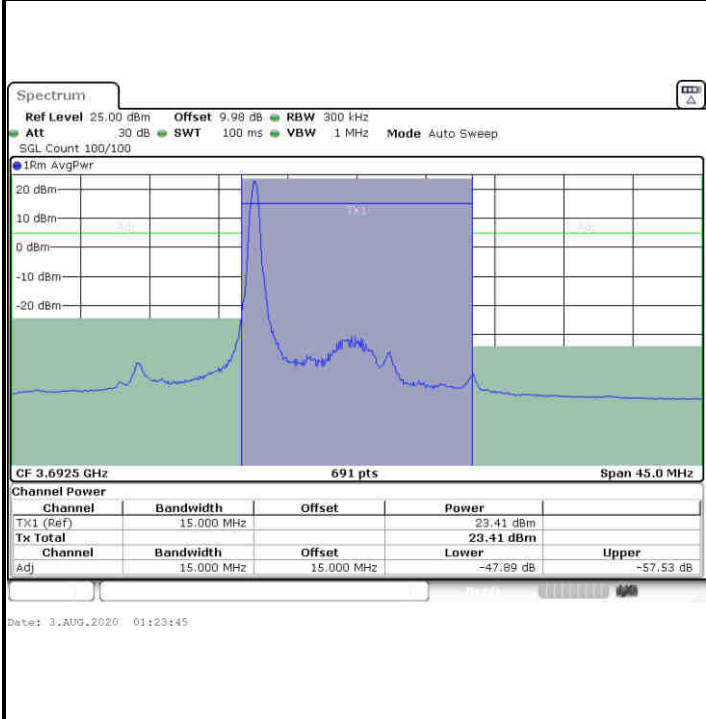 Spectrum
Ref Level 25.00 dBm Offset 9.98 dB RBW 300 kHz
Att 30 dB SWT 100 ms VBW 1 MHz Mode Auto Sweep
SGL Count 100/100
1Rm AvgPwr
20 dBm
TX1
10 dBm
Adj Adj
0 dBm
-10 dBm
-20 dBm
CF 3.6925 GHz 691 pts Span 45.0 MHz
Channel Power
Channel Bandwidth Offset Power
TX1 (Ref) 15.000 MHz 23.41 dBm
Tx Total 23.41 dBm
Channel Bandwidth Offset Lower Upper
Adj 15.000 MHz 15.000 MHz -47.89 dB -57.53 dB
Date: 3.AUG.2020 01:23:45